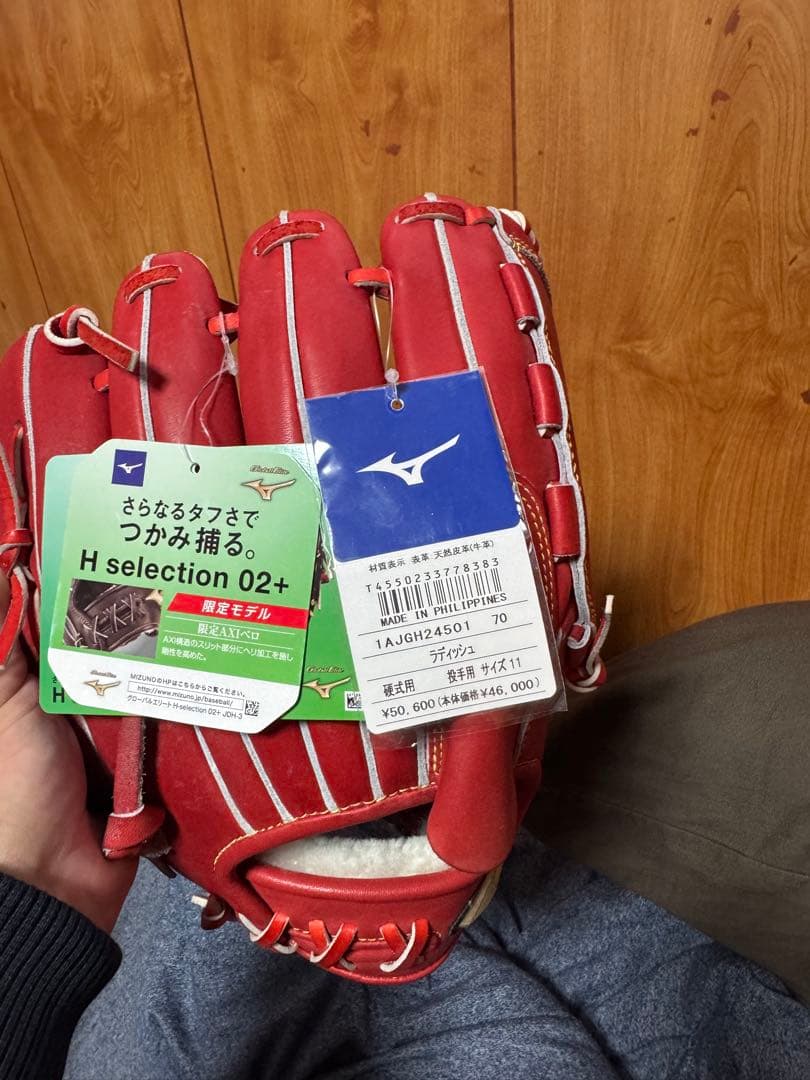 Global Elite
さらなるタフさで
つかみ捕る。
H selection 02+
限定モデル
限定AXIベロ
AXI構造のスリット部分にヘリ加工を施し
剛性を高めた。
MIZUNOのHPはこちらからご覧ください。
http://www.mizuno.jp/baseball/
グローバルエリート H-selection 02+ JDH-3
さ
H
材質表示 表革:天然皮革(牛革)
T4550233778383
MADE IN PHILIPPINES
1AJGH24501 70
ラディッシュ
硬式用 投手用 サイズ11
¥50,600(本体価格¥46,000)